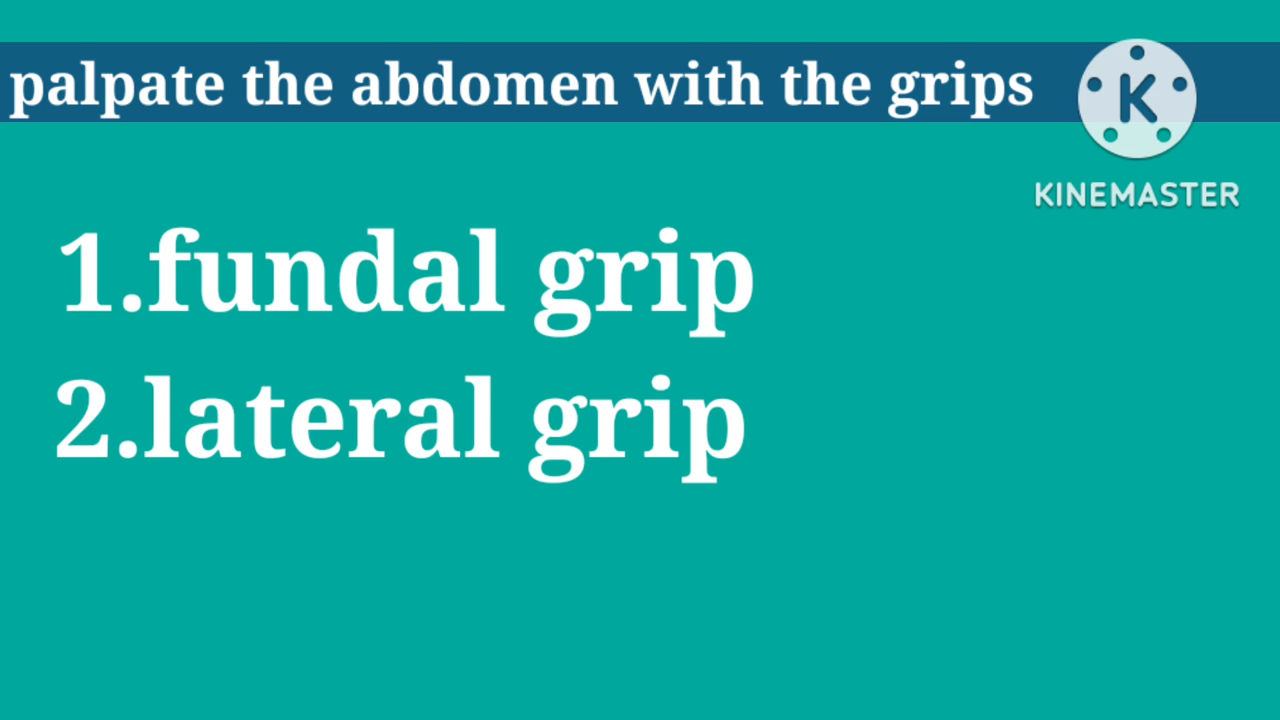 palpate the abdomen with the grips
K
KINEMASTER
1.fundal grip
2.lateral grip